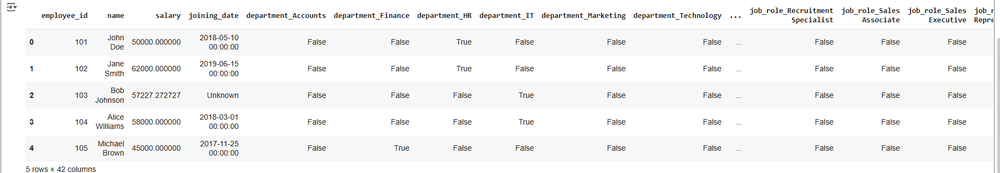 employee_id name salary joining_date department_Accounts department_Finance department_HR department_IT department_Marketing department_Technology ... job_role_Recruitment Specialist job_role_Sales Associate job_role_Sales Executive
0 101 John Doe 50000.000000 2018-05-10 00:00:00 False False True False False False ... False False False
1 102 Jane Smith 62000.000000 2019-06-15 00:00:00 False False True False False False ... False False False
2 103 Bob Johnson 57227.272727 Unknown False False False True False False ... False False False
3 104 Alice Williams 58000.000000 2018-03-01 00:00:00 False False False True False False ... False False False
4 105 Michael Brown 45000.000000 2017-11-25 00:00:00 False True False False False False ... False False False
5 rows × 42 columns